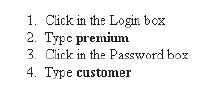 1. Click in the Login box
2. Type premium
3. Click in the Password box
4. Type customer